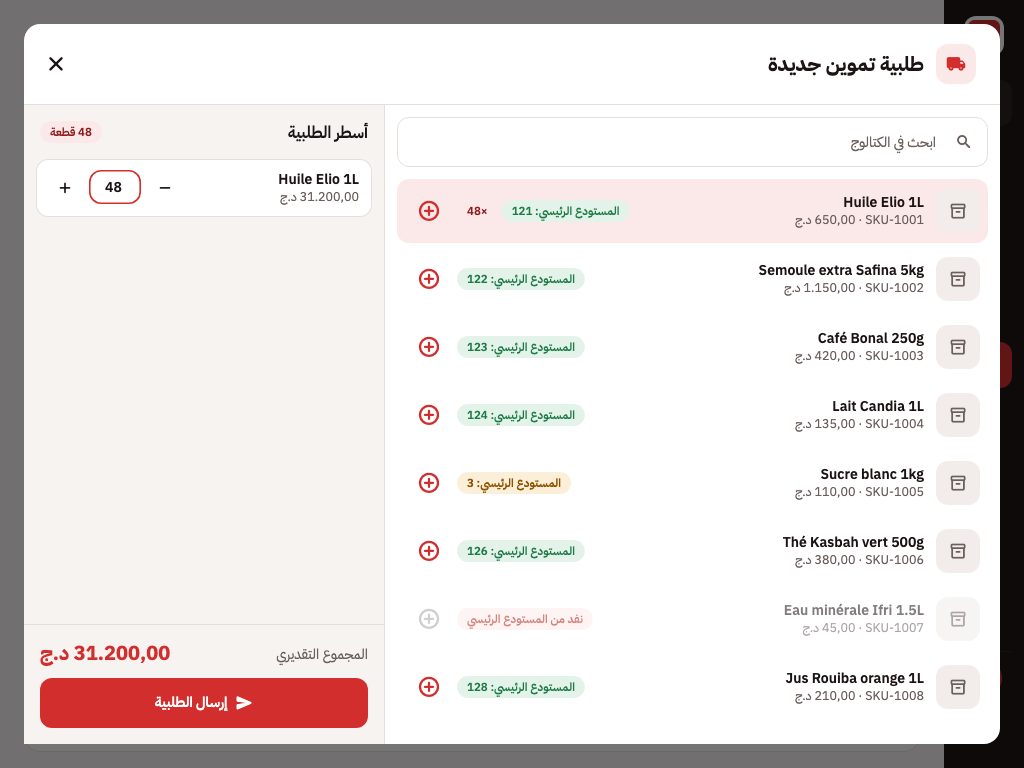 طلبية تموين جديدة
ابحث في الكتالوج
Huile Elio 1L
650,00 د.ج · SKU-1001
المستودع الرئيسي: 121
48×
Semoule extra Safina 5kg
1.150,00 د.ج · SKU-1002
المستودع الرئيسي: 122
Café Bonal 250g
420,00 د.ج · SKU-1003
المستودع الرئيسي: 123
Lait Candia 1L
135,00 د.ج · SKU-1004
المستودع الرئيسي: 124
Sucre blanc 1kg
110,00 د.ج · SKU-1005
المستودع الرئيسي: 3
Thé Kasbah vert 500g
380,00 د.ج · SKU-1006
المستودع الرئيسي: 126
Eau minérale Ifri 1.5L
45,00 د.ج · SKU-1007
نفد من المستودع الرئيسي
Jus Rouiba orange 1L
210,00 د.ج · SKU-1008
المستودع الرئيسي: 128
أسطر الطلبية
48 قطعة
Huile Elio 1L
31.200,00 د.ج
− 48 +
المجموع التقديري
31.200,00 د.ج
إرسال الطلبية